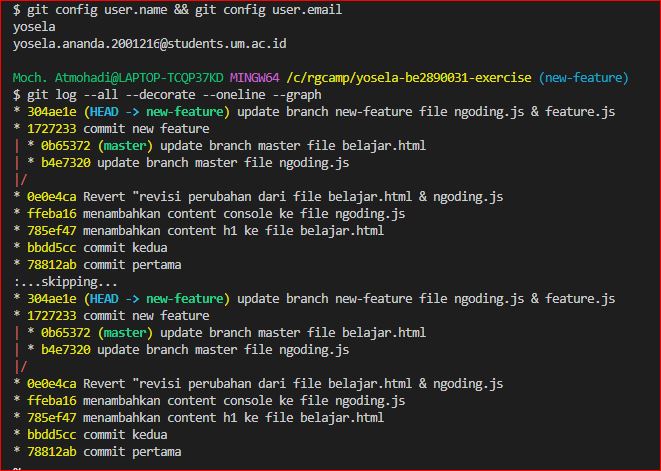 $ git config user.name && git config user.email
yosela
yosela.ananda.2001216@students.um.ac.id
Moch. Atmohadi@LAPTOP-TCQP37KD MINGW64 /c/rgcamp/yosela-be2890031-exercise (new-feature)
$ git log --all --decorate --oneline --graph
* 304ae1e (HEAD -> new-feature) update branch new-feature file ngoding.js & feature.js
* 1727233 commit new feature
| * 0b65372 (master) update branch master file belajar.html
| * b4e7320 update branch master file ngoding.js
|/
* 0e0e4ca Revert "revisi perubahan dari file belajar.html & ngoding.js
* ffeba16 menambahkan content console ke file ngoding.js
* 785ef47 menambahkan content h1 ke file belajar.html
* bbdd5cc commit kedua
* 78812ab commit pertama
:...skipping...
* 304ae1e (HEAD -> new-feature) update branch new-feature file ngoding.js & feature.js
* 1727233 commit new feature
| * 0b65372 (master) update branch master file belajar.html
| * b4e7320 update branch master file ngoding.js
|/
* 0e0e4ca Revert "revisi perubahan dari file belajar.html & ngoding.js
* ffeba16 menambahkan content console ke file ngoding.js
* 785ef47 menambahkan content h1 ke file belajar.html
* bbdd5cc commit kedua
* 78812ab commit pertama